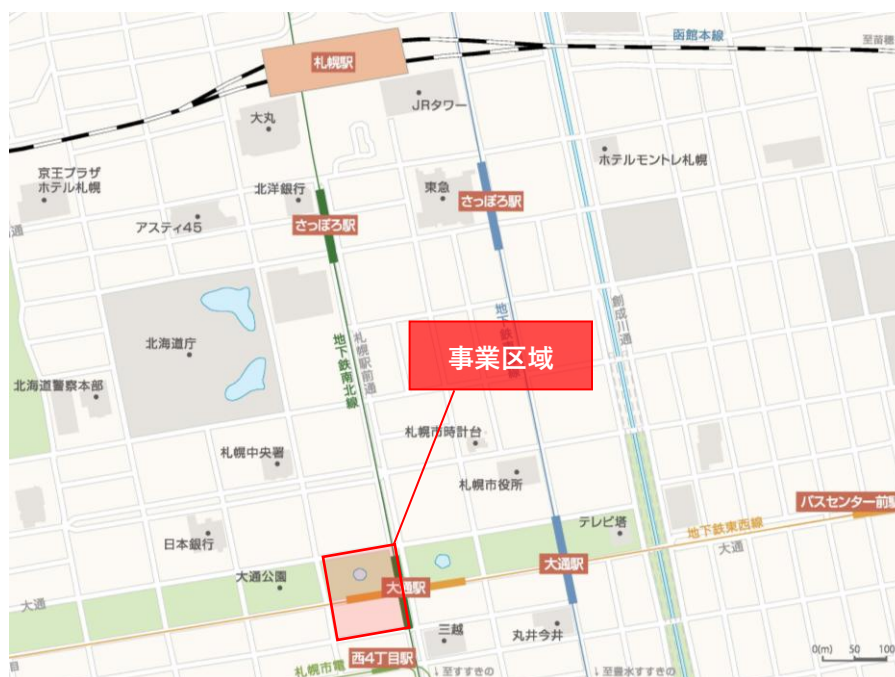 函館本線
至苗穂
札幌駅
JRタワー
大丸
京王プラザ
ホテル札幌
ホテルモントレ札幌
北洋銀行
東急
さっぽろ駅
アスティ45
さっぽろ駅
通
創成川通
地下鉄南北線
札幌駅前通
地下鉄
事業区域
北海道庁
北海道警察本部
札幌市時計台
札幌中央署
札幌市役所
バスセンター前駅
テレビ塔
地下鉄東西線
日本銀行
大通
大通公園
大通駅
大通駅
大通
三越
丸井今井
西4丁目駅
札幌市電
↓至すすきの
↓至豊水すすきの
0(m) 50 100